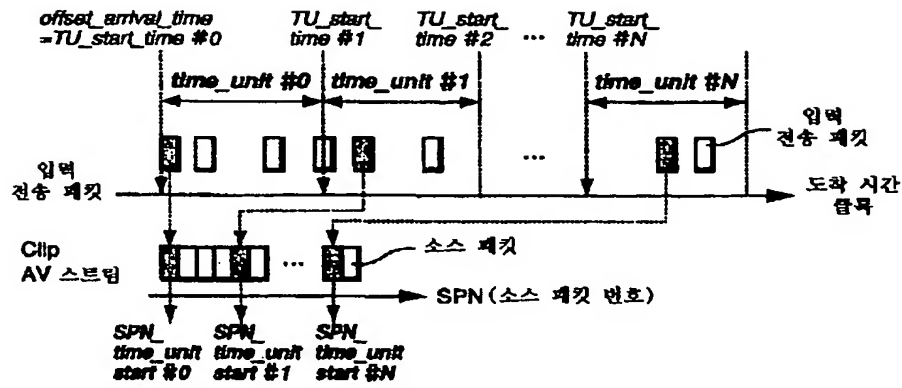 offset_arrival_time
=TU_start_time #0
TU_start_
time #1
TU_start_
time #2
...
TU_start_
time #N
time_unit #0
time_unit #1
time_unit #N
입력
전송 패킷
...
입력
전송 패킷
도착 시간
클록
Clip
AV 스트림
...
소스 패킷
SPN(소스 패킷 번호)
SPN_
time_unit
start #0
SPN_
time_unit
start #1
SPN_
time_unit
start #N